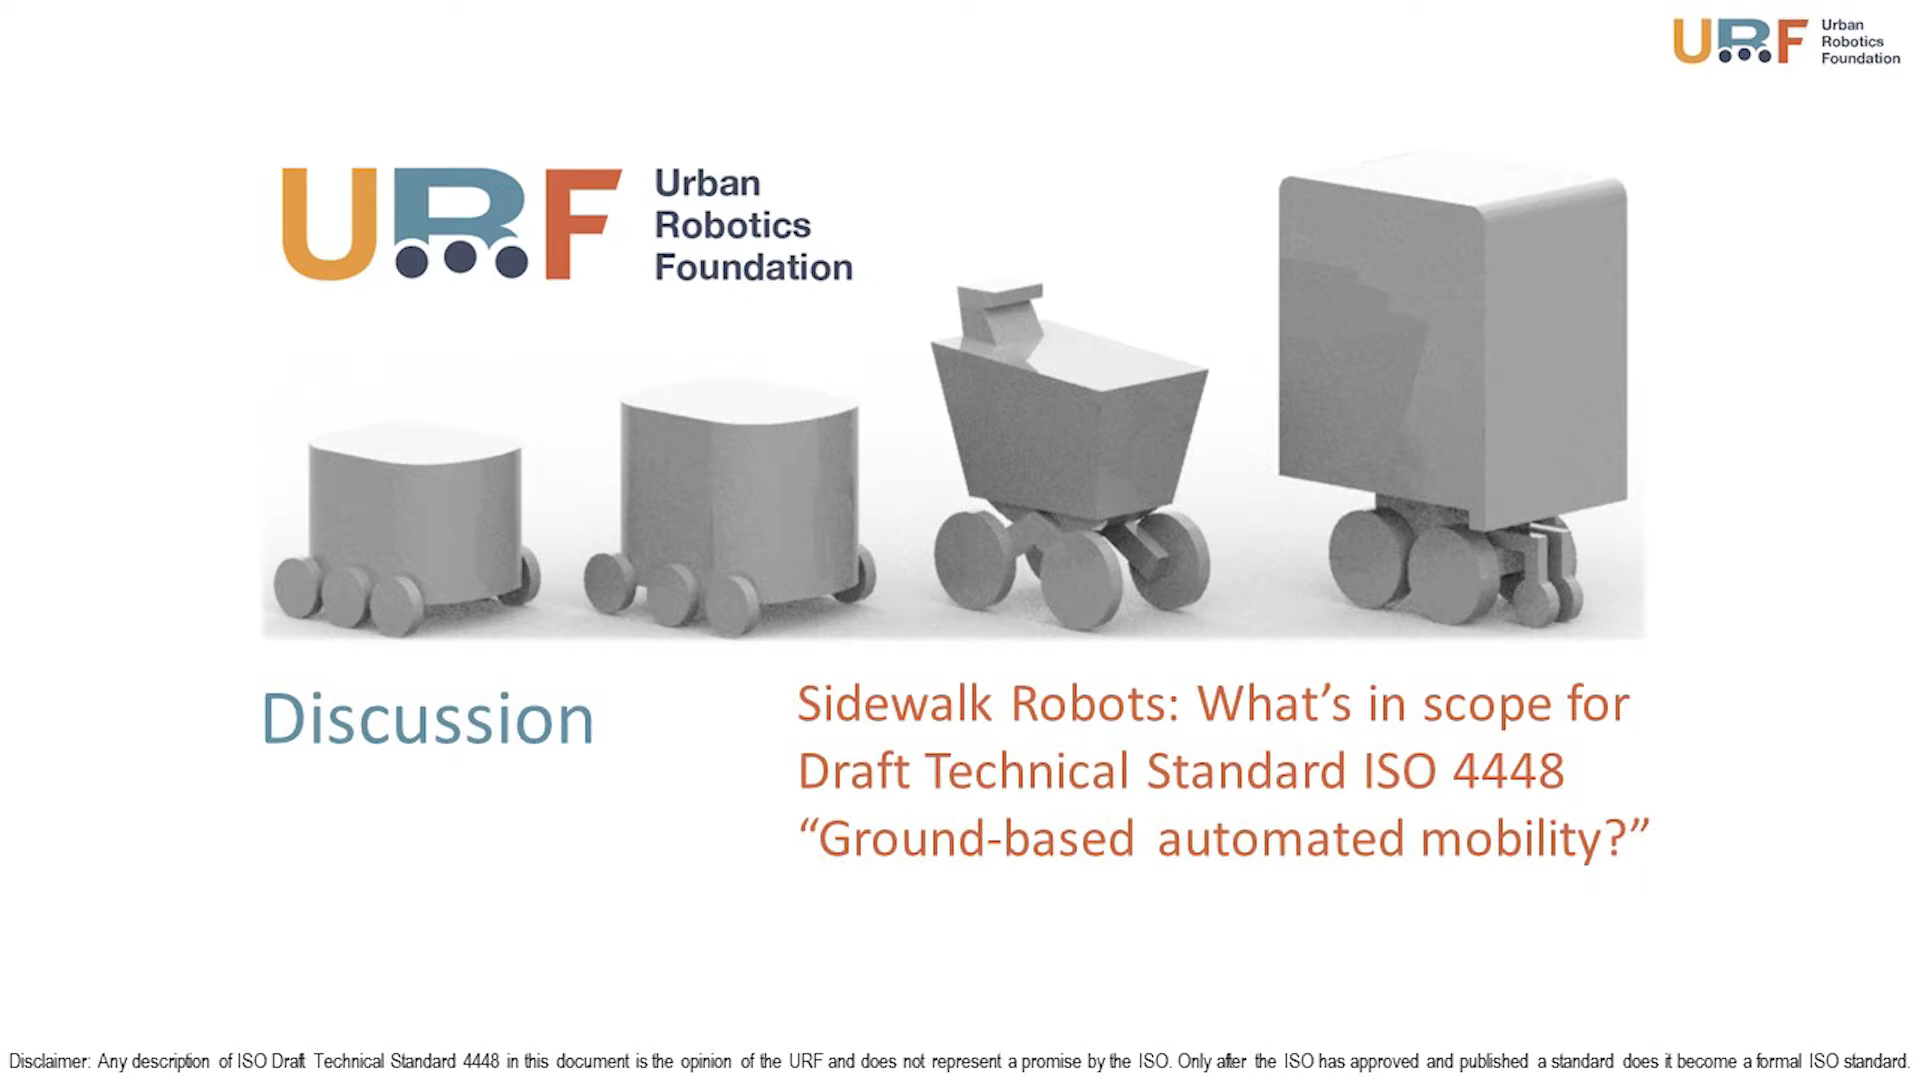 URF Urban
Robotics
Foundation
URF Urban
Robotics
Foundation
Discussion
Sidewalk Robots: What’s in scope for
Draft Technical Standard ISO 4448
“Ground-based automated mobility?”
Disclaimer: Any description of ISO Draft Technical Standard 4448 in this document is the opinion of the URF and does not represent a promise by the ISO. Only after the ISO has approved and published a standard does it become a formal ISO standard.